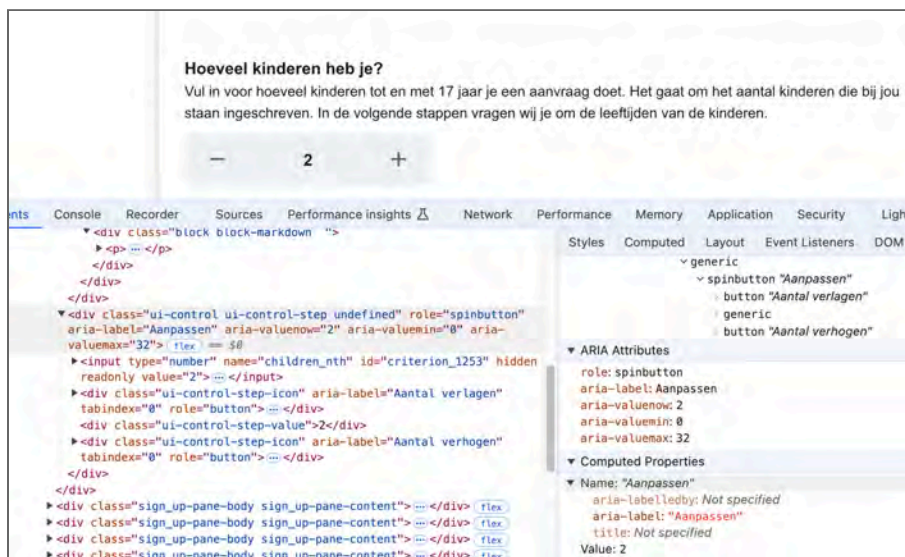 Hoeveel kinderen heb je?
Vul in voor hoeveel kinderen tot en met 17 jaar je een aanvraag doet. Het gaat om het aantal kinderen die bij jou
staan ingeschreven. In de volgende stappen vragen wij je om de leeftijden van de kinderen.
− 2 +
nts Console Recorder Sources Performance insights Network Performance Memory Application Security Ligh
▼<div class="block block-markdown  ">
▶<p>⋯</p>
</div>
</div>
</div>
▼<div class="ui-control ui-control-step undefined" role="spinbutton"
aria-label="Aanpassen" aria-valuenow="2" aria-valuemin="0" aria-
valuemax="32"> flex == $0
▶<input type="number" name="children_nth" id="criterion_1253" hidden
readonly value="2">⋯</input>
▶<div class="ui-control-step-icon" aria-label="Aantal verlagen"
tabindex="0" role="button">⋯</div>
<div class="ui-control-step-value">2</div>
▶<div class="ui-control-step-icon" aria-label="Aantal verhogen"
tabindex="0" role="button">⋯</div>
</div>
</div>
▶<div class="sign_up-pane-body sign_up-pane-content">⋯</div> flex
▶<div class="sign_up-pane-body sign_up-pane-content">⋯</div> flex
▶<div class="sign_up-pane-body sign_up-pane-content">⋯</div> flex
▶<div class="sign_up-pane-body sign_up-pane-content">⋯</div> flex
Styles Computed Layout Event Listeners DOM
generic
spinbutton "Aanpassen"
button "Aantal verlagen"
generic
button "Aantal verhogen"
▼ ARIA Attributes
role: spinbutton
aria-label: Aanpassen
aria-valuenow: 2
aria-valuemin: 0
aria-valuemax: 32
▼ Computed Properties
▼ Name: "Aanpassen"
aria-labelledby: Not specified
aria-label: "Aanpassen"
title: Not specified
Value: 2